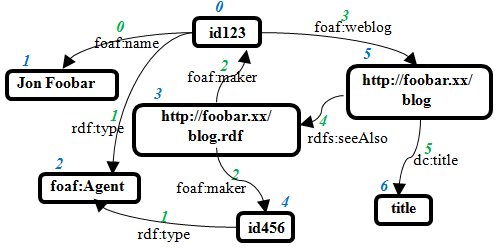 0
0
3
foaf:name
id123
foaf:weblog
1
5
Jon Foobar
2
foaf:maker
http://foobar.xx/
blog
3
1
rdf:type
http://foobar.xx/
blog.rdf
4
rdfs:seeAlso
2
5
dc:title
foaf:Agent
2
foaf:maker
4
6
title
1
rdf:type
id456